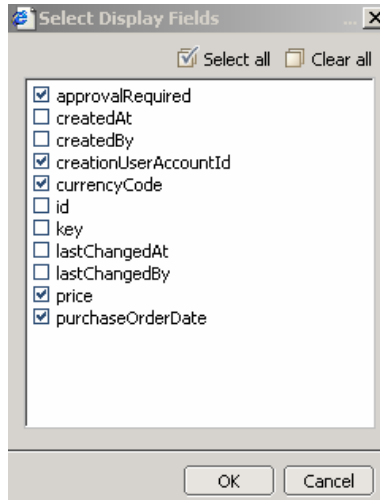 Select Display Fields ...
Select all Clear all
approvalRequired
createdAt
createdBy
creationUserAccountId
currencyCode
id
key
lastChangedAt
lastChangedBy
price
purchaseOrderDate
OK Cancel